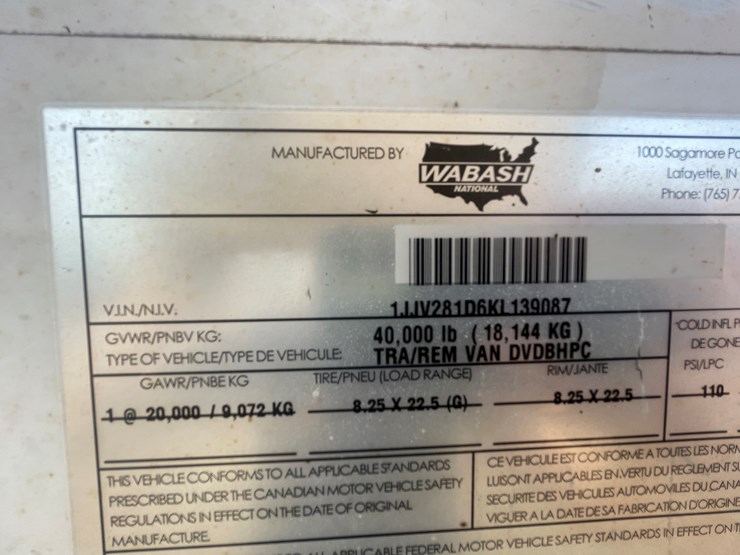 MANUFACTURED BY
WABASH
NATIONAL
1000 Sagamore
Lafayette, IN
Phone: (765)
V.I.N./N.I.V.
1JJV281D6KL139087
GVWR/PNBV KG:
40,000 lb ( 18,144 KG )
TYPE OF VEHICLE/TYPE DE VEHICULE:
TRA/REM VAN DVDBHPC
GAWR/PNBE KG
TIRE/PNEU (LOAD RANGE)
RIM/JANTE
*COLD INFL
DE
PSI/LPC
1 @ 20,000 / 9,072 KG
8.25 X 22.5 (G)
8.25 X 22.5
110
THIS VEHICLE CONFORMS TO ALL APPLICABLE STANDARDS
PRESCRIBED UNDER THE CANADIAN MOTOR VEHICLE SAFETY
REGULATIONS IN EFFECT ON THE DATE OF ORIGINAL
MANUFACTURE.
CE VEHICULE EST CONFORME A TOUTES LES
LUISONT APPLICABLES EN VERTU DU REGLEMENT
SECURITE DES VEHICULES AUTOMOVILES DU
VIGUER A LA DATE DE SA FABRICATION D'ORIGINE
APPLICABLE FEDERAL MOTOR VEHICLE SAFETY STANDARDS IN EFFECT ON